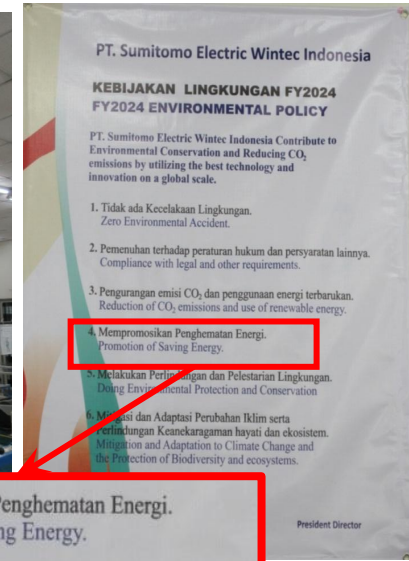 PT. Sumitomo Electric Wintec Indonesia
KEBIJAKAN LINGKUNGAN FY2024
FY2024 ENVIRONMENTAL POLICY
PT. Sumitomo Electric Wintec Indonesia Contribute to
Environmental Conservation and Reducing CO₂
emissions by utilizing the best technology and
innovation on a global scale.
1. Tidak ada Kecelakaan Lingkungan.
Zero Environmental Accident.
2. Pemenuhan terhadap peraturan hukum dan persyaratan lainnya.
Compliance with legal and other requirements.
3. Pengurangan emisi CO₂ dan penggunaan energi terbarukan.
Reduction of CO₂ emissions and use of renewable energy.
4. Mempromosikan Penghematan Energi.
Promotion of Saving Energy.
5. Melakukan Perlindungan dan Pelestarian Lingkungan.
Doing Environmental Protection and Conservation
6. Mitigasi dan Adaptasi Perubahan Iklim serta
Perlindungan Keanekaragaman hayati dan ekosistem.
Mitigation and Adaptation to Climate Change and
the Protection of Biodiversity and ecosystems.
President Director
Penghematan Energi.
ng Energy.